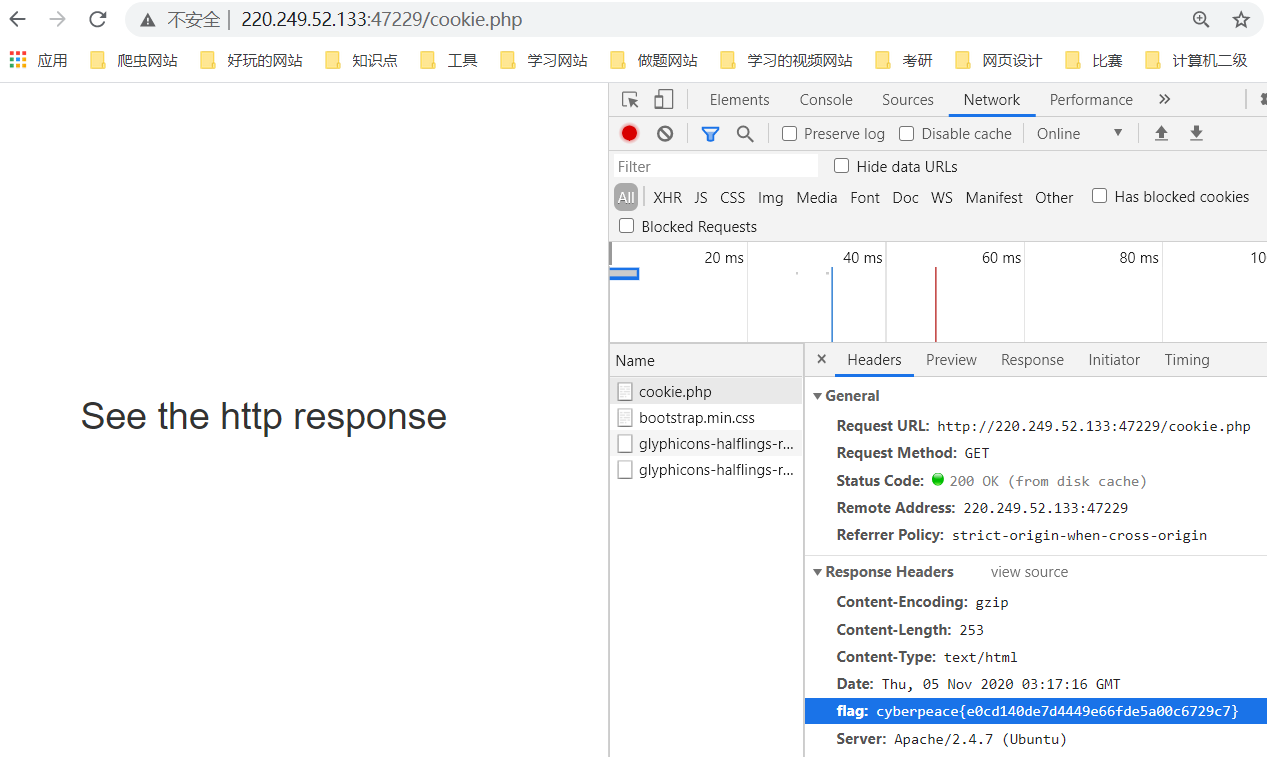 不安全 | 220.249.52.133:47229/cookie.php
应用 爬虫网站 好玩的网站 知识点 工具 学习网站 做题网站 学习的视频网站 考研 网页设计 比赛 计算机二级
Elements Console Sources Network Performance
Preserve log Disable cache Online
Filter Hide data URLs
All XHR JS CSS Img Media Font Doc WS Manifest Other Has blocked cookies
Blocked Requests
20 ms 40 ms 60 ms 80 ms 10
Name
cookie.php
bootstrap.min.css
glyphicons-halflings-r...
glyphicons-halflings-r...
See the http response
× Headers Preview Response Initiator Timing
General
Request URL: http://220.249.52.133:47229/cookie.php
Request Method: GET
Status Code: 200 OK (from disk cache)
Remote Address: 220.249.52.133:47229
Referrer Policy: strict-origin-when-cross-origin
Response Headers view source
Content-Encoding: gzip
Content-Length: 253
Content-Type: text/html
Date: Thu, 05 Nov 2020 03:17:16 GMT
flag: cyberpeace{e0cd140de7d4449e66fde5a00c6729c7}
Server: Apache/2.4.7 (Ubuntu)